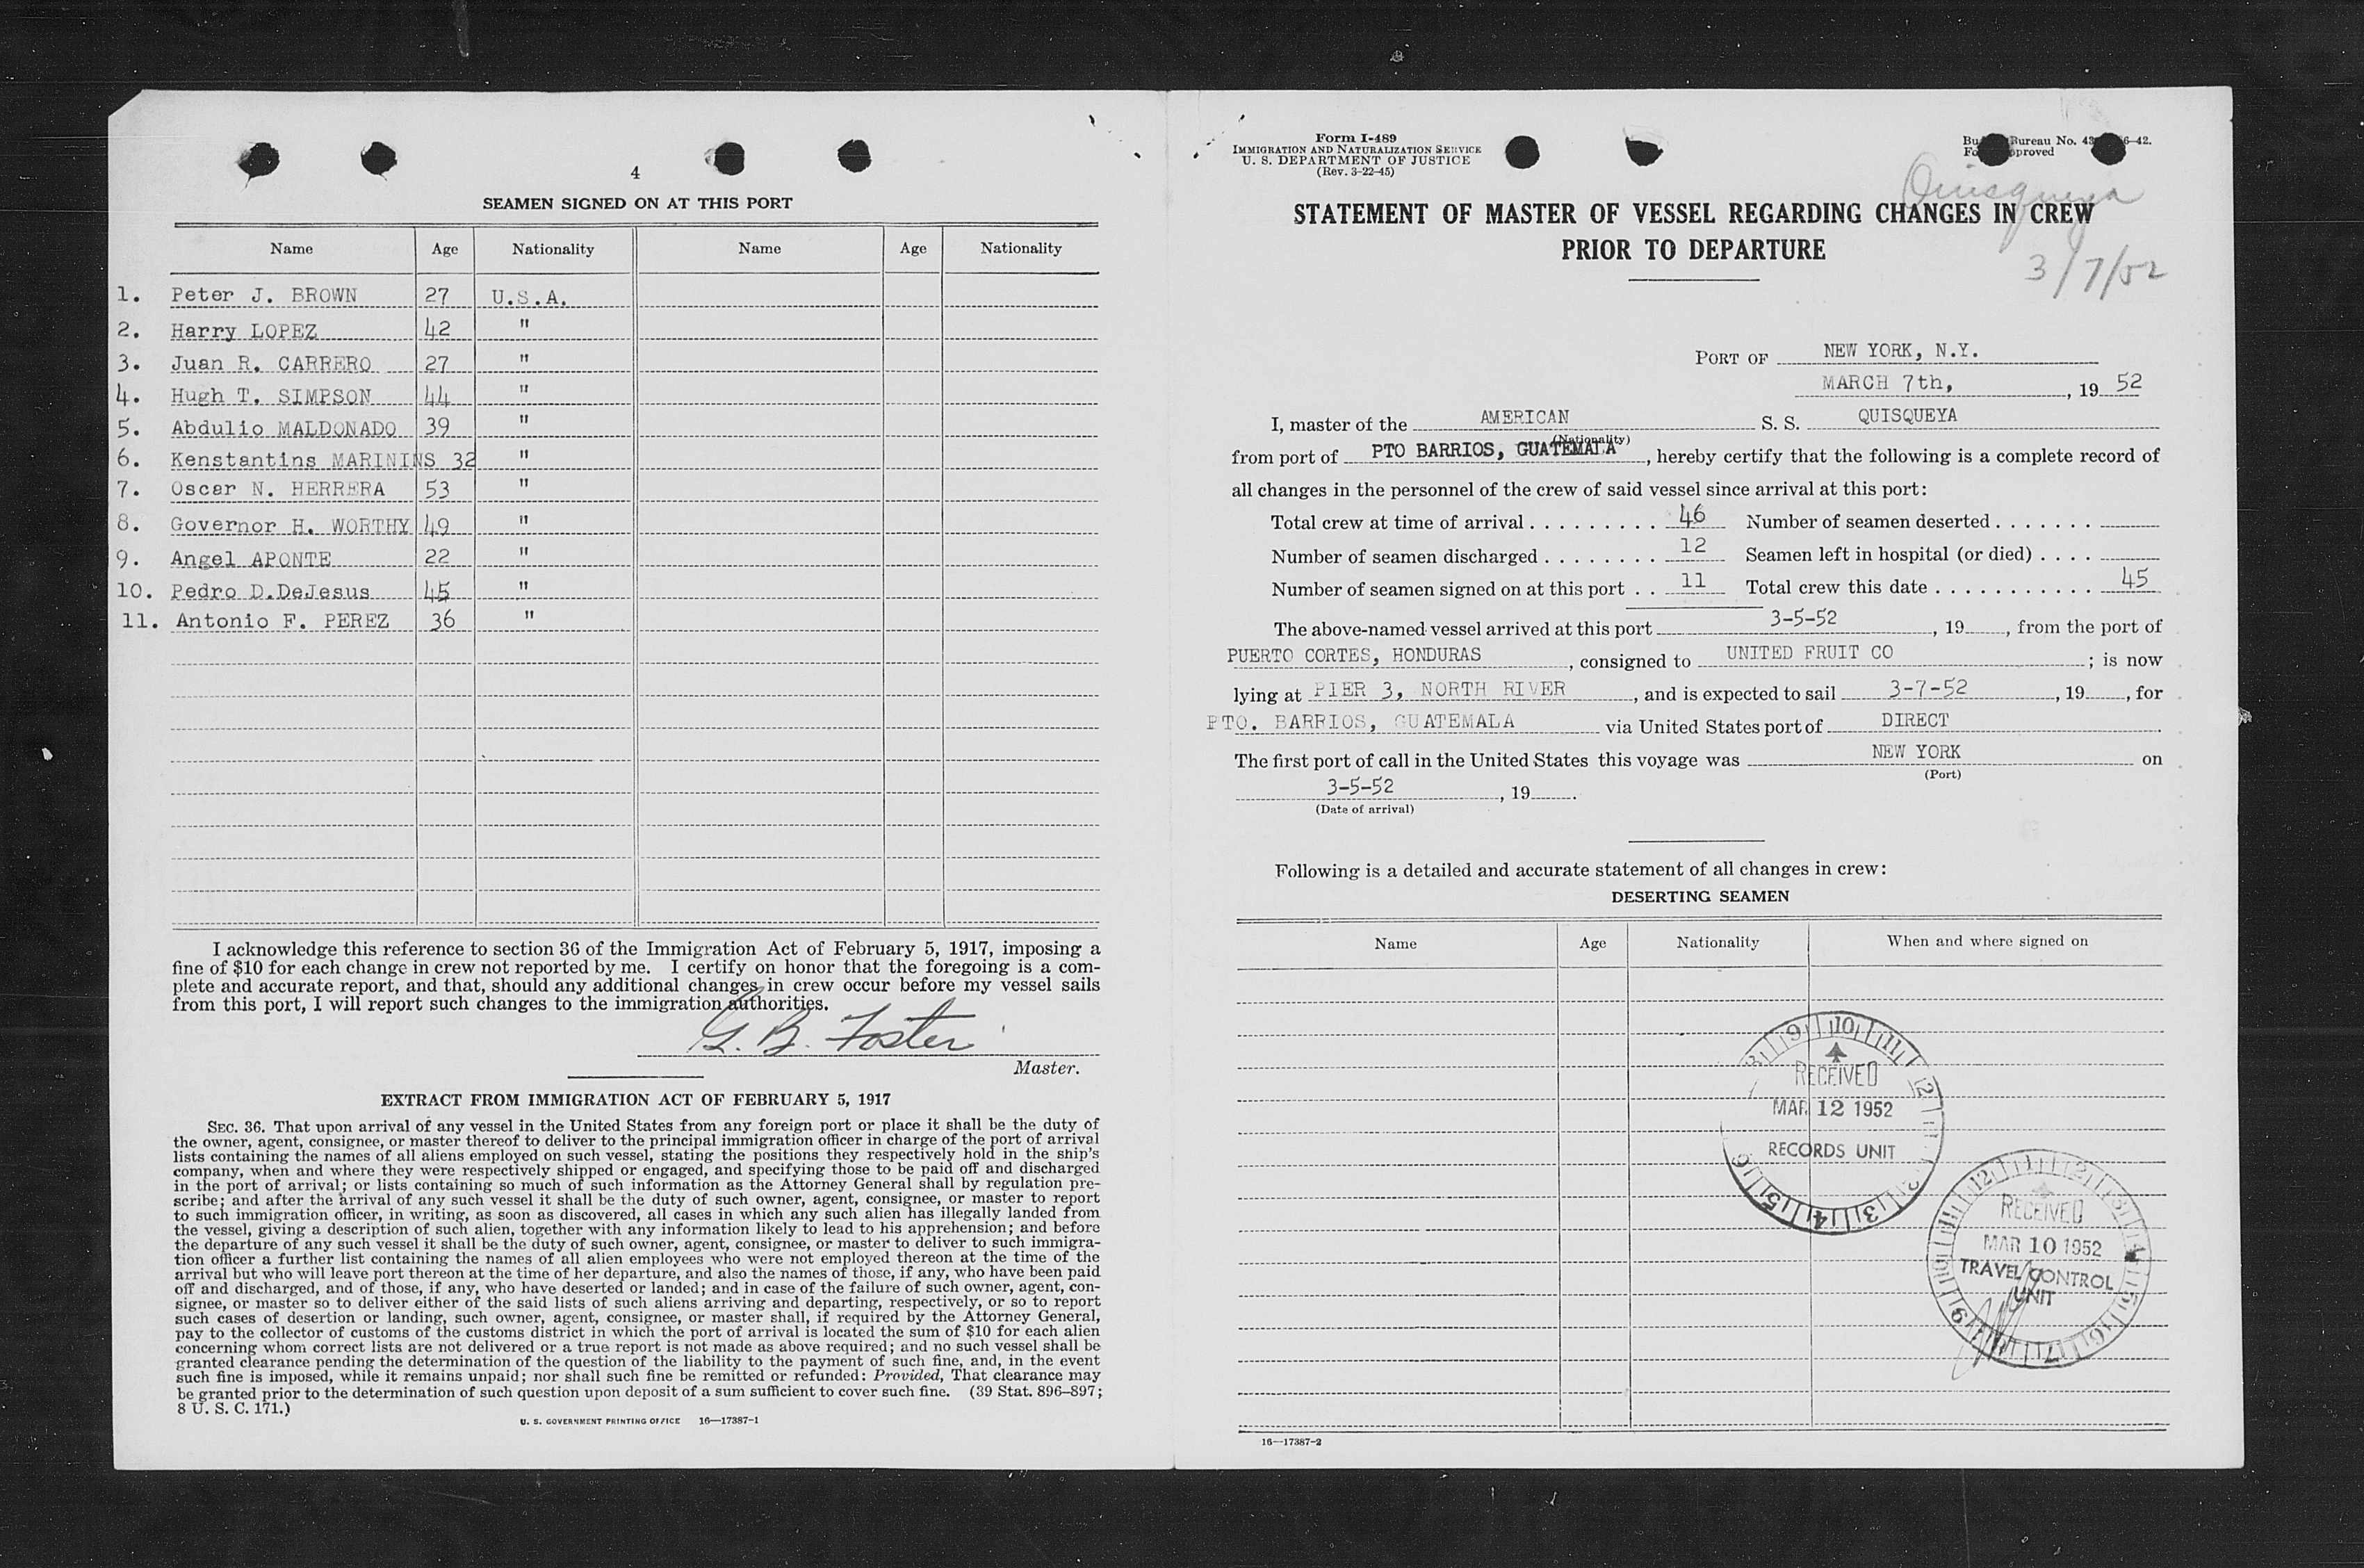 4
SEAMEN SIGNED ON AT THIS PORT
Name Age Nationality Name Age Nationality
1. Peter J. BROWN 27 U.S.A.
2. Harry LOPEZ 42 "
3. Juan R. CARRERO 27 "
4. Hugh T. SIMPSON 44 "
5. Abdulio MALDONADO 39 "
6. Kenstantins MARININS 32 "
7. Oscar N. HERRERA 53 "
8. Governor H. WORTHY 49 "
9. Angel APONTE 22 "
10. Pedro D.DeJesus 45 "
11. Antonio F. PEREZ 36 "
I acknowledge this reference to section 36 of the Immigration Act of February 5, 1917, imposing a
fine of $10 for each change in crew not reported by me. I certify on honor that the foregoing is a com-
plete and accurate report, and that, should any additional changes in crew occur before my vessel sails
from this port, I will report such changes to the immigration authorities.
G. B. Foster
Master.
EXTRACT FROM IMMIGRATION ACT OF FEBRUARY 5, 1917
SEC. 36. That upon arrival of any vessel in the United States from any foreign port or place it shall be the duty of
the owner, agent, consignee, or master thereof to deliver to the principal immigration officer in charge of the port of arrival
lists containing the names of all aliens employed on such vessel, stating the positions they respectively hold in the ship's
company, when and where they were respectively shipped or engaged, and specifying those to be paid off and discharged
in the port of arrival; or lists containing so much of such information as the Attorney General shall by regulation pre-
scribe; and after the arrival of any such vessel it shall be the duty of such owner, agent, consignee, or master to report
to such immigration officer, in writing, as soon as discovered, all cases in which any such alien has illegally landed from
the vessel, giving a description of such alien, together with any information likely to lead to his apprehension; and before
the departure of any such vessel it shall be the duty of such owner, agent, consignee, or master to deliver to such immigra-
tion officer a further list containing the names of all alien employees who were not employed thereon at the time of the
arrival but who will leave port thereon at the time of her departure, and also the names of those, if any, who have been paid
off and discharged, and of those, if any, who have deserted or landed; and in case of the failure of such owner, agent, con-
signee, or master so to deliver either of the said lists of such aliens arriving and departing, respectively, or so to report
such cases of desertion or landing, such owner, agent, consignee, or master shall, if required by the Attorney General,
pay to the collector of customs of the customs district in which the port of arrival is located the sum of $10 for each alien
concerning whom correct lists are not delivered or a true report is not made as above required; and no such vessel shall be
granted clearance pending the determination of the question of the liability to the payment of such fine, and, in the event
such fine is imposed, while it remains unpaid; nor shall such fine be remitted or refunded: Provided, That clearance may
be granted prior to the determination of such question upon deposit of a sum sufficient to cover such fine. (39 Stat. 896–897;
8 U. S. C. 171.)
U. S. GOVERNMENT PRINTING OFFICE 16—17387-1
Form I-489
IMMIGRATION AND NATURALIZATION SERVICE
U. S. DEPARTMENT OF JUSTICE
(Rev. 3-22-45)
Bureau No.
Quisqueya
STATEMENT OF MASTER OF VESSEL REGARDING CHANGES IN CREW
PRIOR TO DEPARTURE
3/7/52
PORT OF NEW YORK, N.Y.
MARCH 7th, , 19 52
I, master of the AMERICAN S. S. QUISQUEYA
(Nationality)
from port of PTO BARRIOS, GUATEMALA , hereby certify that the following is a complete record of
all changes in the personnel of the crew of said vessel since arrival at this port:
Total crew at time of arrival . . . . . . . . . 46 Number of seamen deserted . . . . . . .
Number of seamen discharged . . . . . . . . 12 Seamen left in hospital (or died) . . . .
Number of seamen signed on at this port . . 11 Total crew this date . . . . . . . . . . . 45
The above-named vessel arrived at this port 3-5-52 , 19 , from the port of
PUERTO CORTES, HONDURAS , consigned to UNITED FRUIT CO ; is now
lying at PIER 3, NORTH RIVER , and is expected to sail 3-7-52 , 19 , for
PTO. BARRIOS, GUATEMALA via United States port of DIRECT
The first port of call in the United States this voyage was NEW YORK on
(Port)
3-5-52 , 19 .
(Date of arrival)
Following is a detailed and accurate statement of all changes in crew:
DESERTING SEAMEN
Name Age Nationality When and where signed on
RECEIVED
MAR 12 1952
RECORDS UNIT
RECEIVED
MAR 10 1952
TRAVEL CONTROL
UNIT
16—17387-2